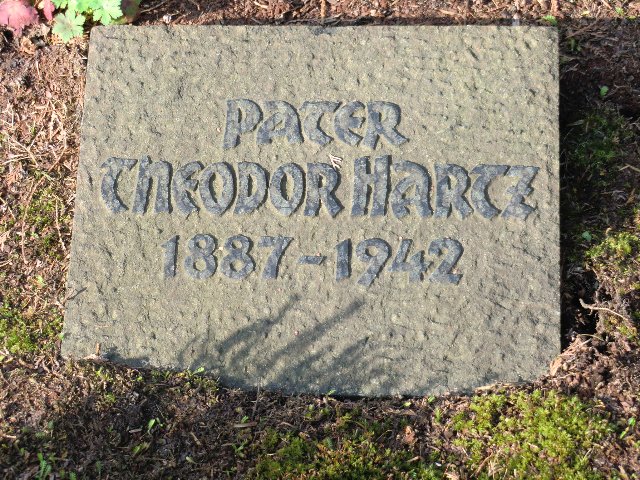 PATER
THEODOR HARTZ
1887-1942